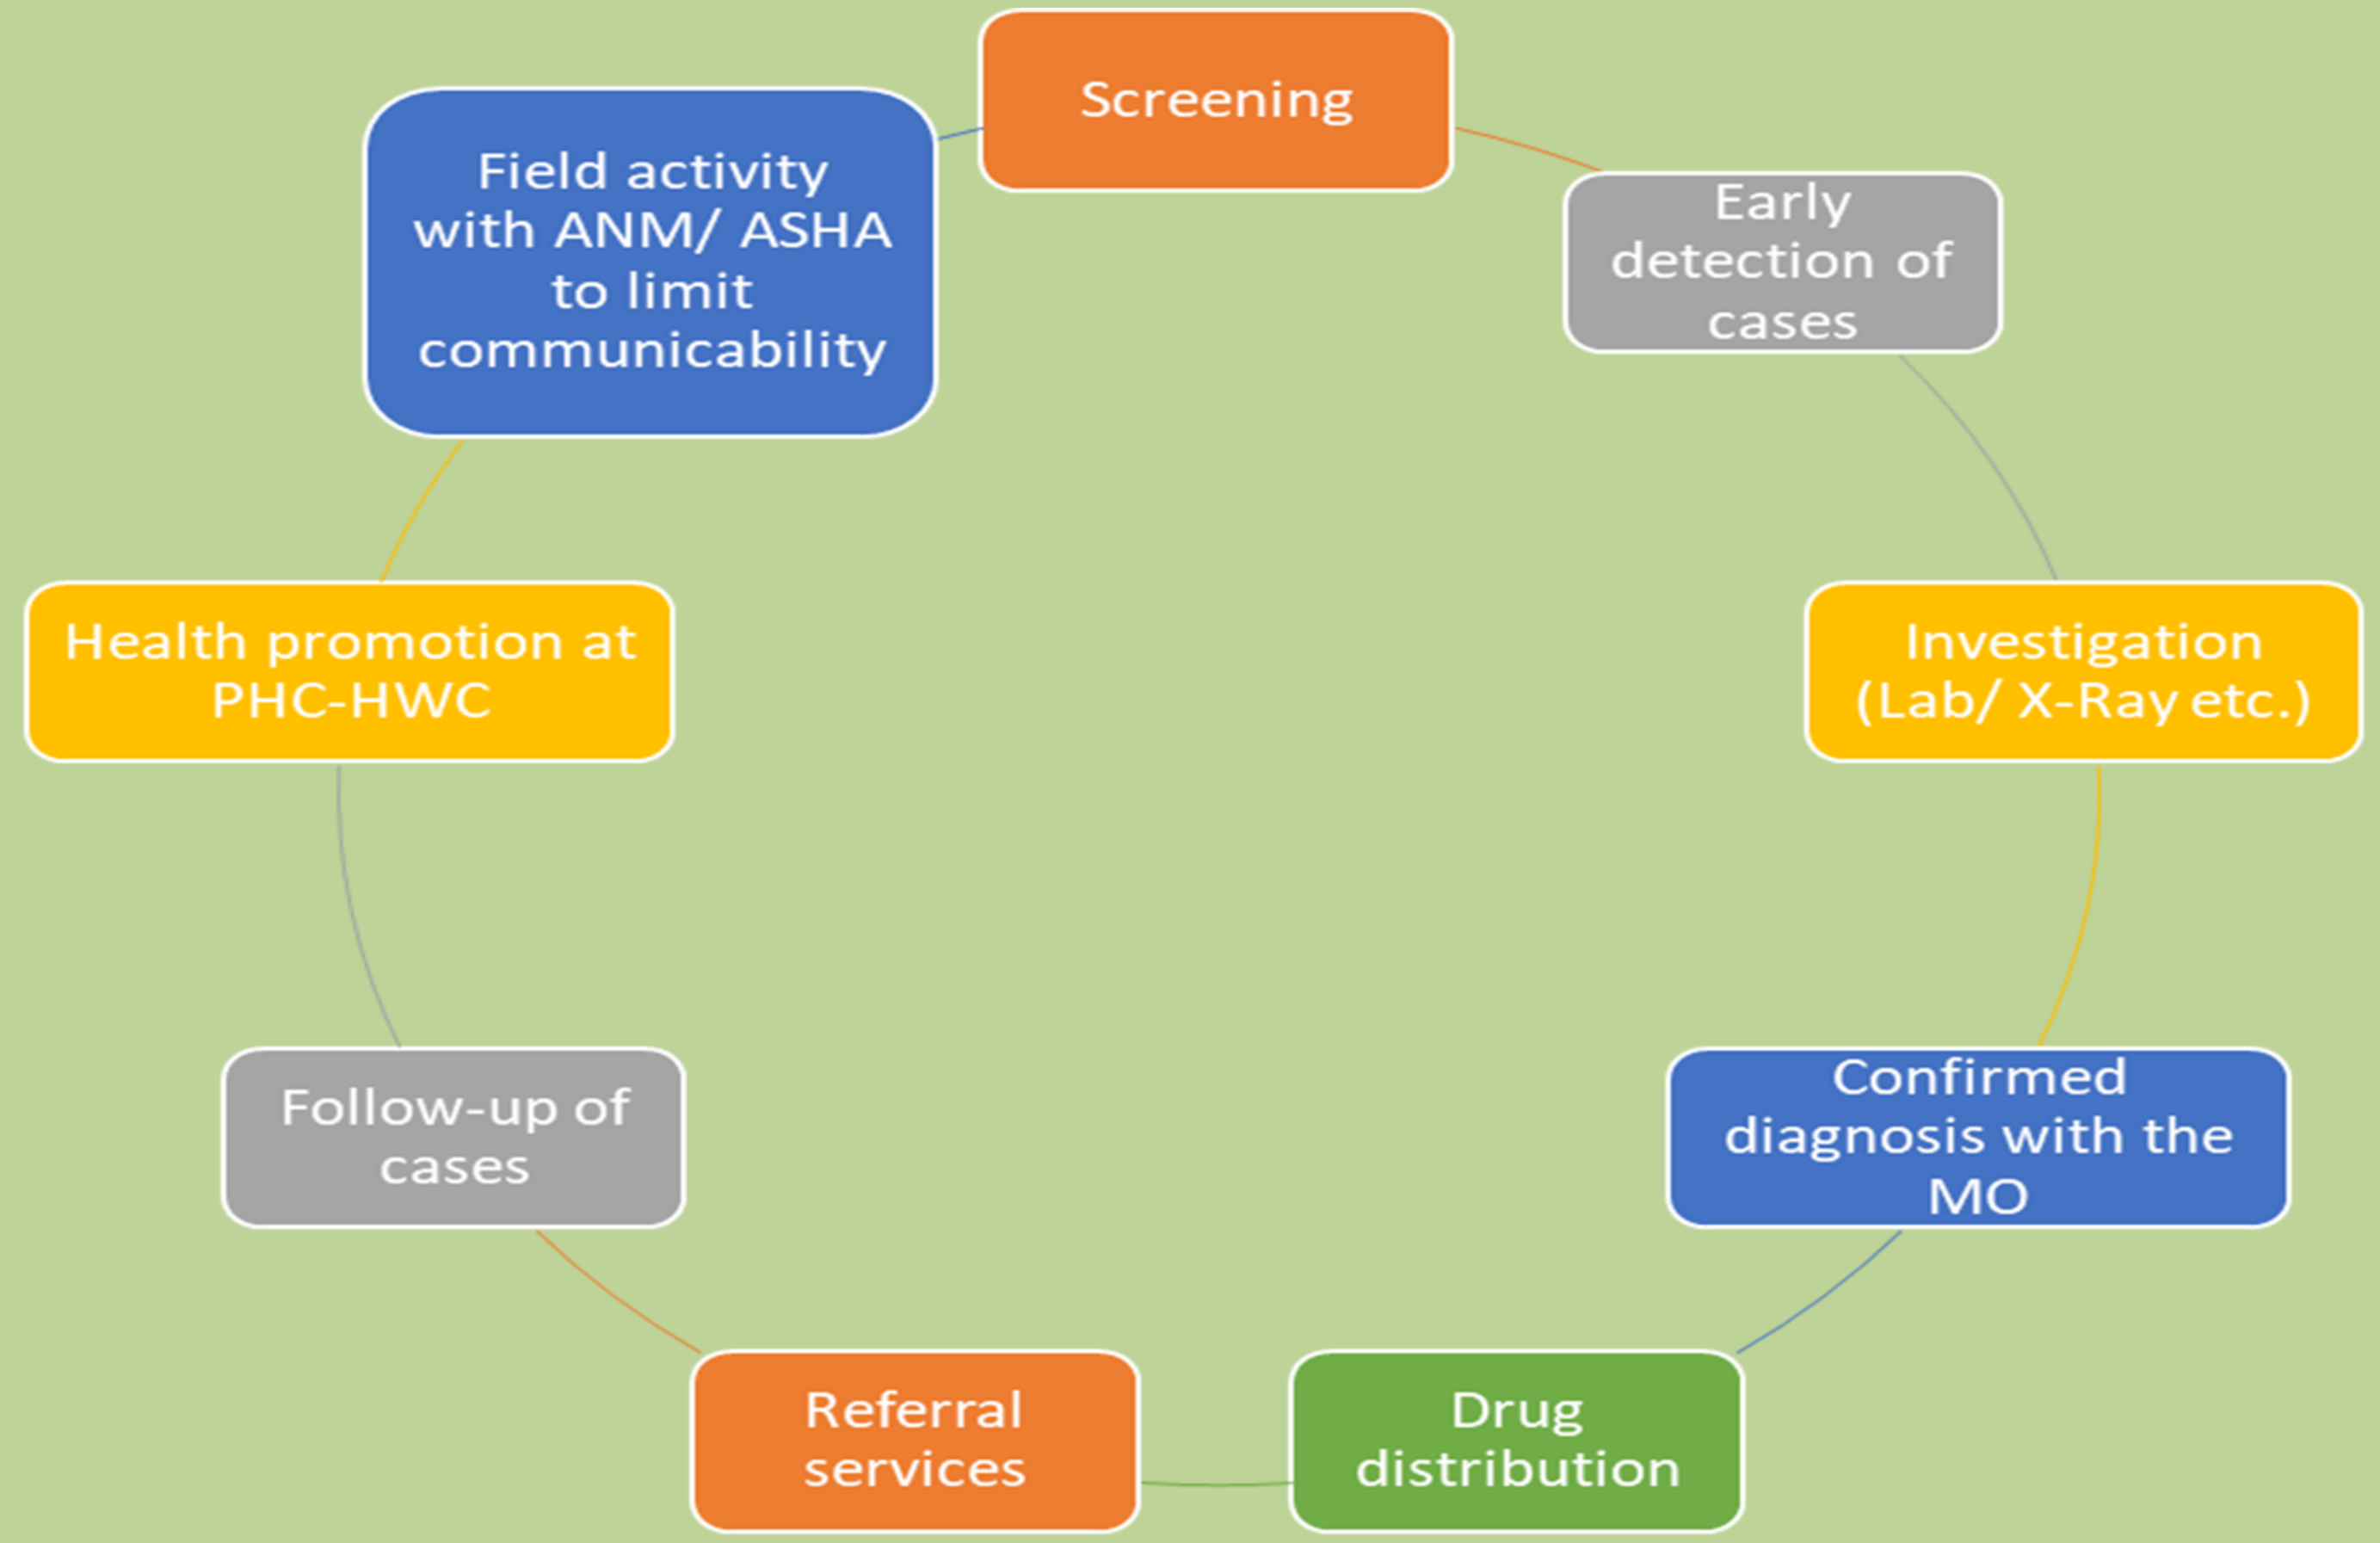 Screening
Early
detection of
cases
Investigation
(Lab/ X-Ray etc.)
Confirmed
diagnosis with the
MO
Drug
distribution
Referral
services
Follow-up of
cases
Health promotion at
PHC-HWC
Field activity
with ANM/ ASHA
to limit
communicability